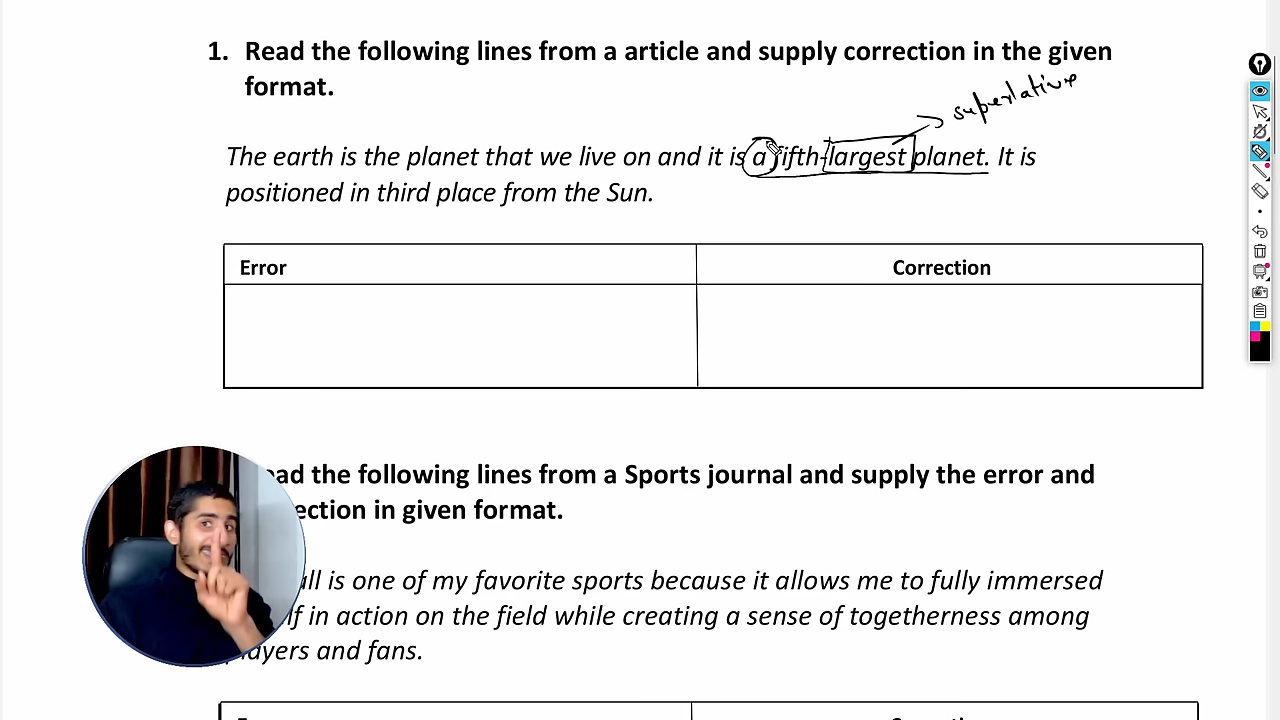 1. Read the following lines from a article and supply correction in the given
format.
superlative
The earth is the planet that we live on and it is a fifth-largest planet. It is
positioned in third place from the Sun.
Error Correction
ad the following lines from a Sports journal and supply the error and
ection in given format.
all is one of my favorite sports because it allows me to fully immersed
lf in action on the field while creating a sense of togetherness among
players and fans.